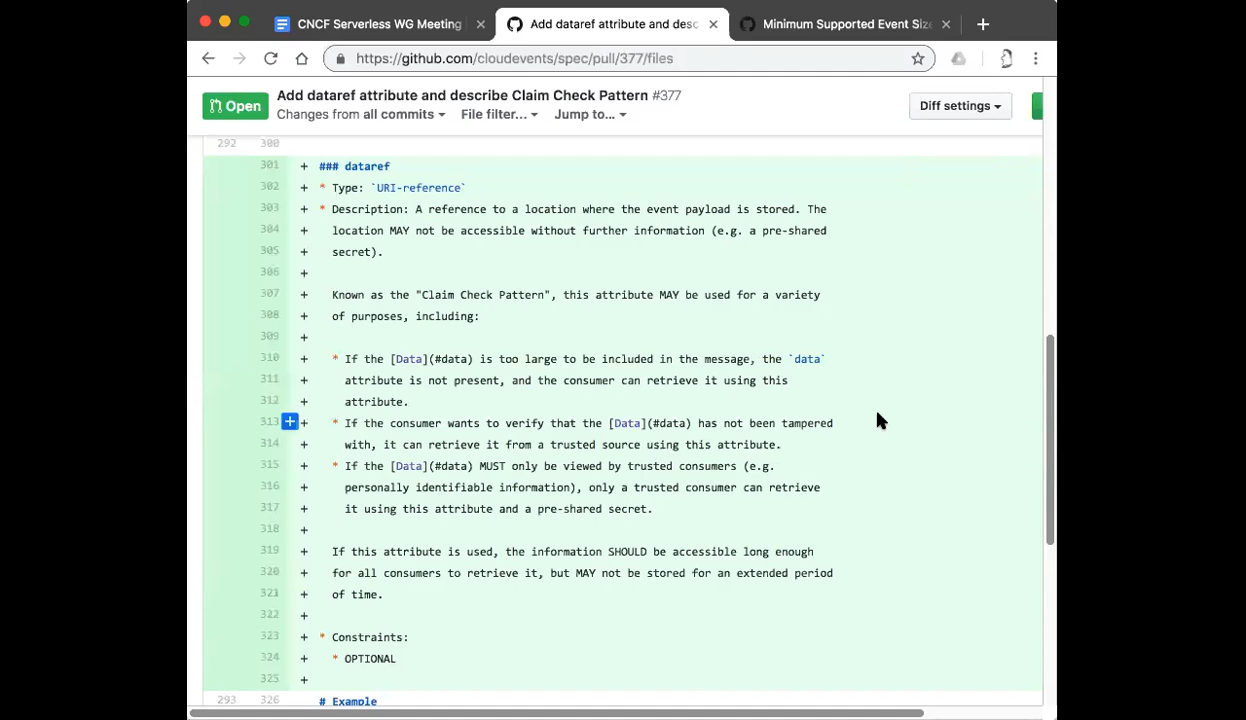 CNCF Serverless WG Meeting
Add dataref attribute and desc
Minimum Supported Event Size
https://github.com/cloudevents/spec/pull/377/files
Open
Add dataref attribute and describe Claim Check Pattern #377
Changes from all commits File filter... Jump to...
Diff settings
292 300
301 + ### dataref
302 + * Type: `URI-reference`
303 + * Description: A reference to a location where the event payload is stored. The
304 + location MAY not be accessible without further information (e.g. a pre-shared
305 + secret).
306 +
307 + Known as the "Claim Check Pattern", this attribute MAY be used for a variety
308 + of purposes, including:
309 +
310 + * If the [Data](#data) is too large to be included in the message, the `data`
311 + attribute is not present, and the consumer can retrieve it using this
312 + attribute.
313 + * If the consumer wants to verify that the [Data](#data) has not been tampered
314 + with, it can retrieve it from a trusted source using this attribute.
315 + * If the [Data](#data) MUST only be viewed by trusted consumers (e.g.
316 + personally identifiable information), only a trusted consumer can retrieve
317 + it using this attribute and a pre-shared secret.
318 +
319 + If this attribute is used, the information SHOULD be accessible long enough
320 + for all consumers to retrieve it, but MAY not be stored for an extended period
321 + of time.
322 +
323 + * Constraints:
324 + * OPTIONAL
325 +
293 326 # Example